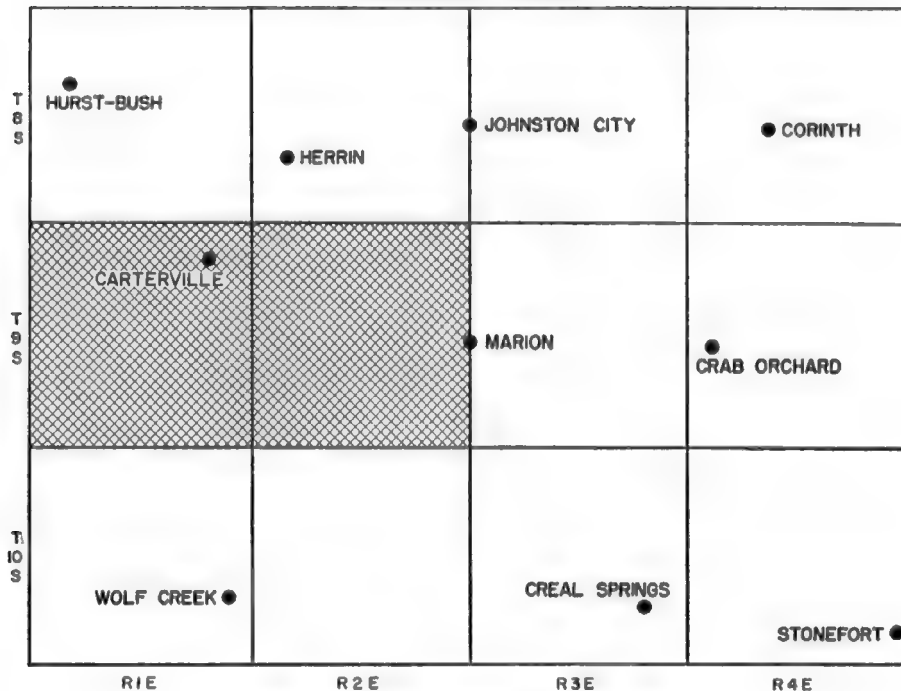 T
8
S
HURST-BUSH
HERRIN
JOHNSTON CITY
CORINTH
T
9
S
CARTERVILLE
MARION
CRAB ORCHARD
T
10
S
WOLF CREEK
CREAL SPRINGS
STONEFORT
R1E
R2E
R3E
R4E